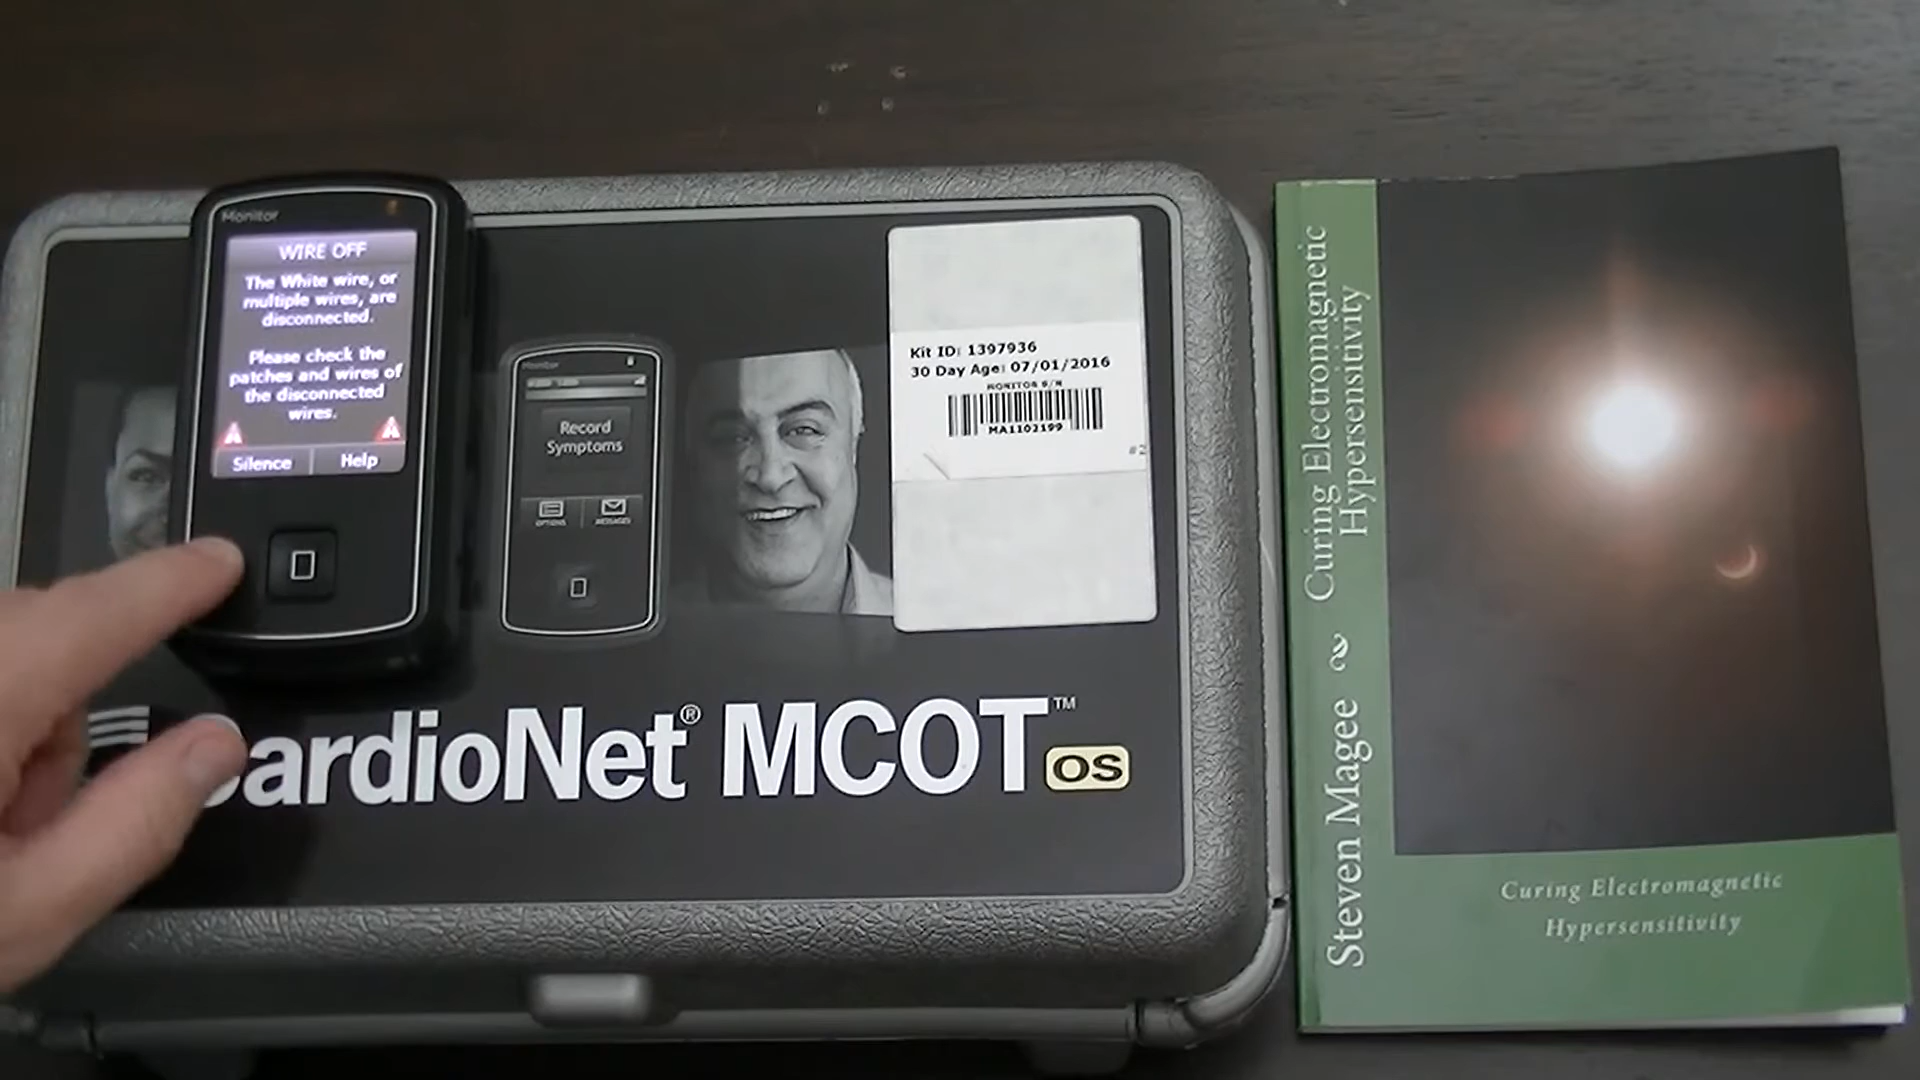 Monitor
WIRE OFF
The White wire, or
multiple wires, are
disconnected.
Please check the
patches and wires of
the disconnected
wires.
Silence
Help
Monitor
Record
Symptoms
OPTIONS
MESSAGES
Kit ID: 1397936
30 Day Age: 07/01/2016
MONITOR S/N
MA1102199
#2
CardioNet® MCOT™
OS
Steven Magee
Curing Electromagnetic
Hypersensitivity
Curing Electromagnetic
Hypersensitivity